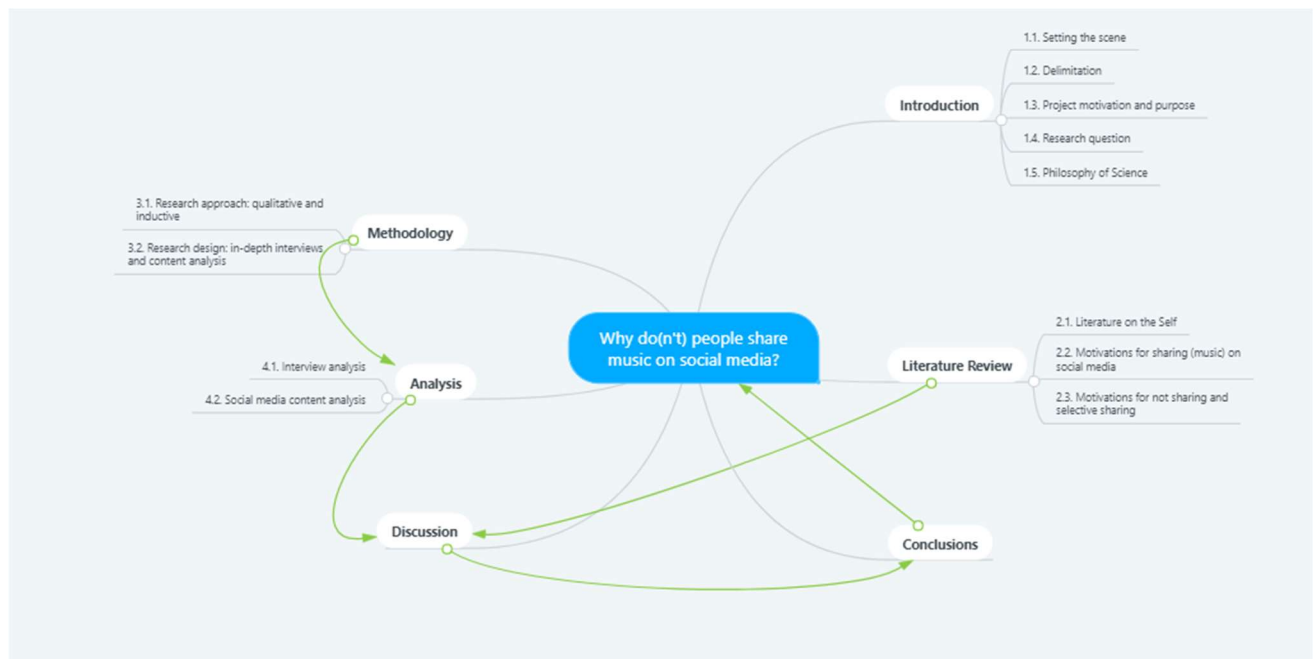 Why do(n't) people share
music on social media?
Introduction
1.1. Setting the scene
1.2. Delimitation
1.3. Project motivation and purpose
1.4. Research question
1.5. Philosophy of Science
Literature Review
2.1. Literature on the Self
2.2. Motivations for sharing (music) on
social media
2.3. Motivations for not sharing and
selective sharing
Methodology
3.1. Research approach: qualitative and
inductive
3.2. Research design: in-depth interviews
and content analysis
Analysis
4.1. Interview analysis
4.2. Social media content analysis
Discussion
Conclusions